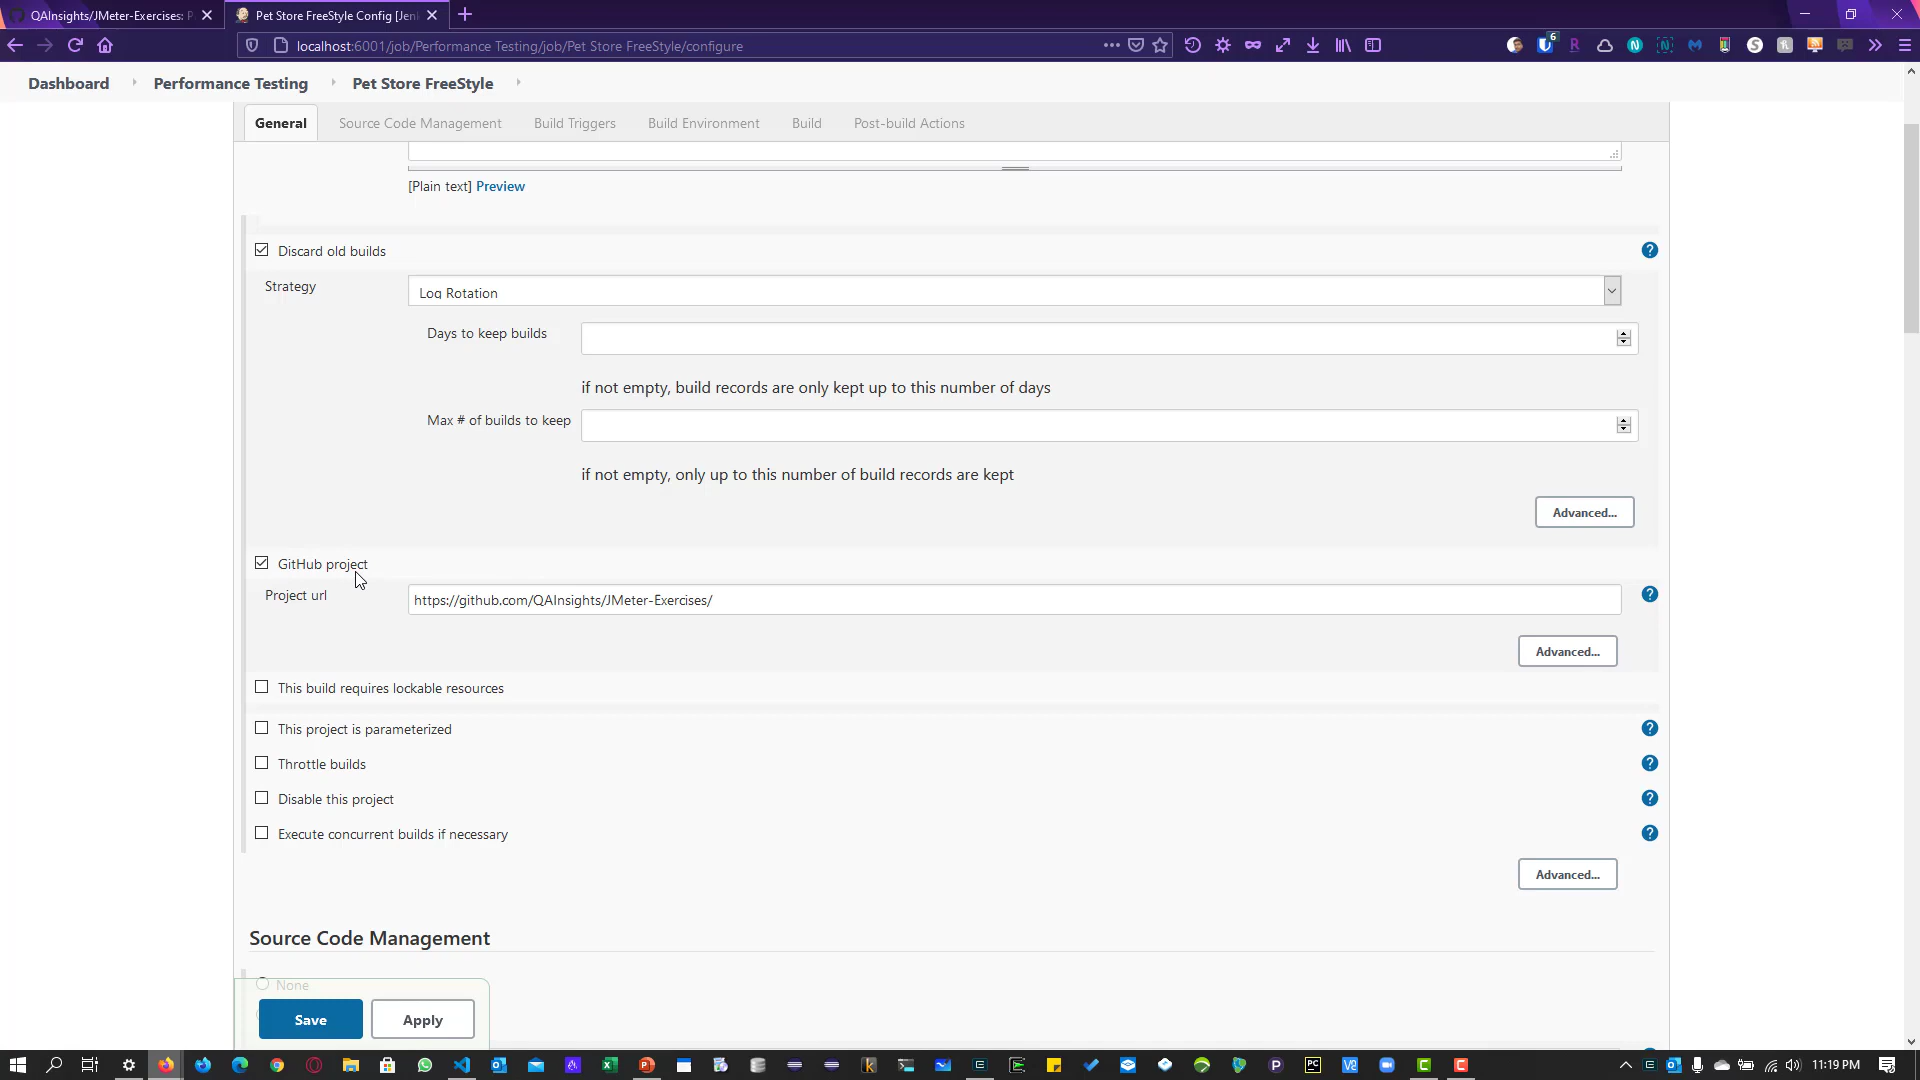 QAInsights/JMeter-Exercises: P
Pet Store FreeStyle Config [Jen
localhost:6001/job/Performance Testing/job/Pet Store FreeStyle/configure
6
Dashboard Performance Testing Pet Store FreeStyle
General Source Code Management Build Triggers Build Environment Build Post-build Actions
[Plain text] Preview
Discard old builds
Strategy
Log Rotation
Days to keep builds
if not empty, build records are only kept up to this number of days
Max # of builds to keep
if not empty, only up to this number of build records are kept
Advanced...
GitHub project
Project url
https://github.com/QAInsights/JMeter-Exercises/
Advanced...
This build requires lockable resources
This project is parameterized
Throttle builds
Disable this project
Execute concurrent builds if necessary
Advanced...
Source Code Management
None
Save Apply
11:19 PM